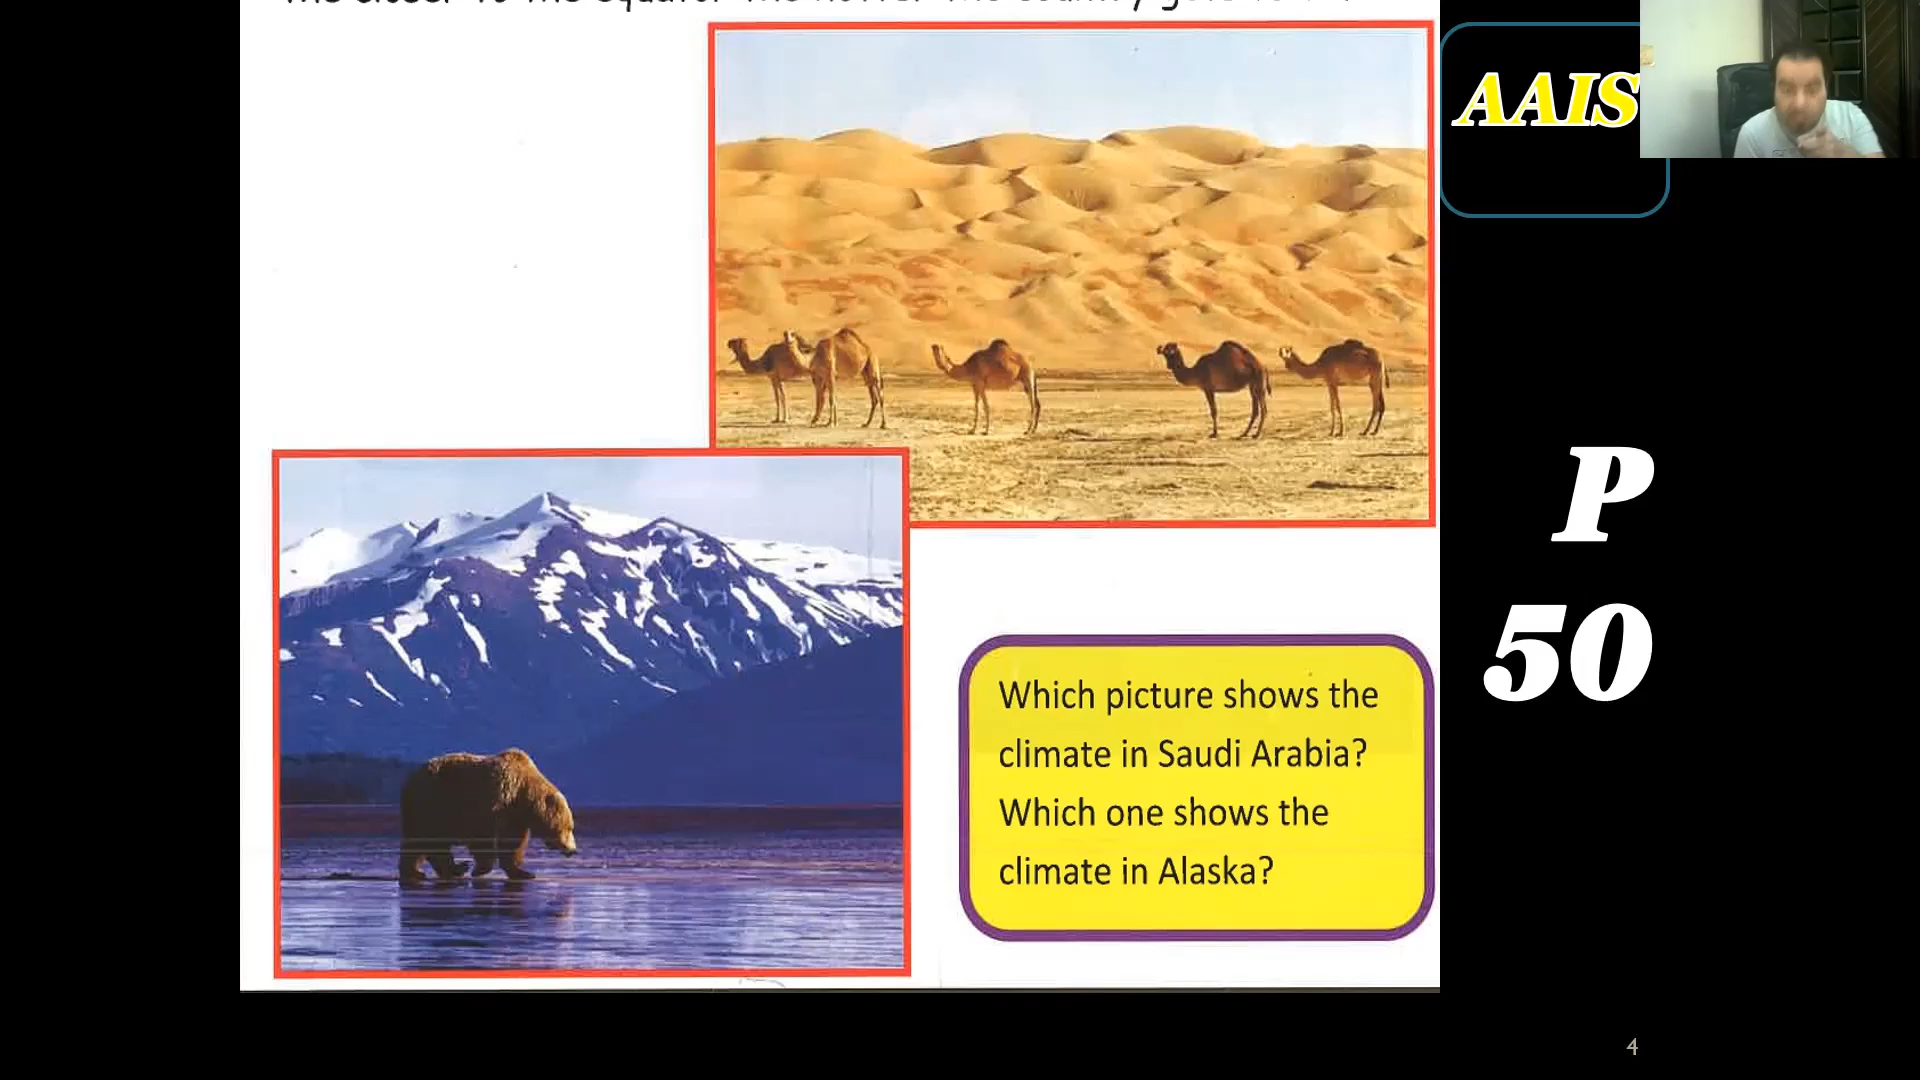 AAIS
P
50
Which picture shows the
climate in Saudi Arabia?
Which one shows the
climate in Alaska?
4